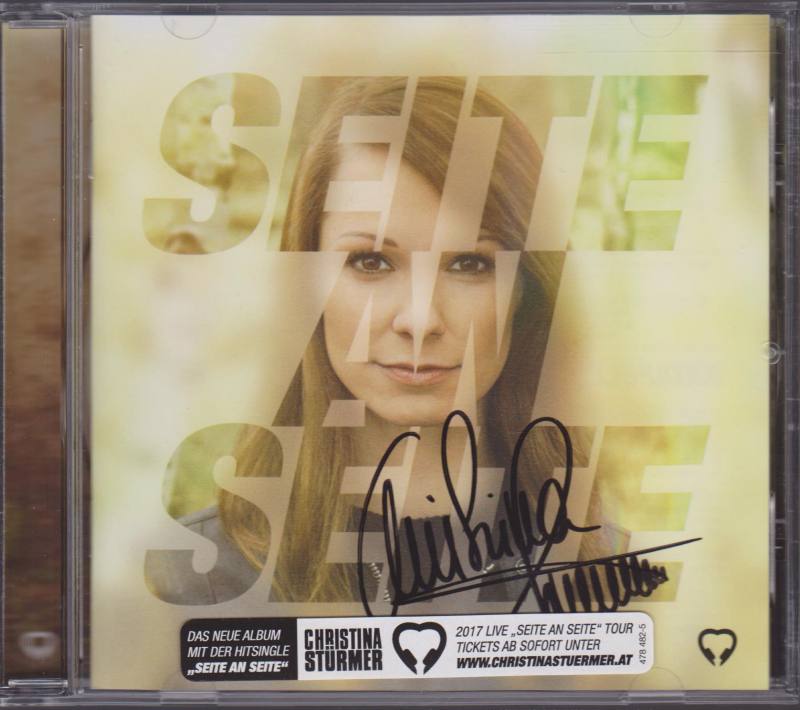 SEITE
AN
SEITE
Christina
DAS NEUE ALBUM
MIT DER HITSINGLE
„SEITE AN SEITE“
CHRISTINA
STÜRMER
2017 LIVE „SEITE AN SEITE“ TOUR
TICKETS AB SOFORT UNTER
WWW.CHRISTINASTUERMER.AT
478 482-5